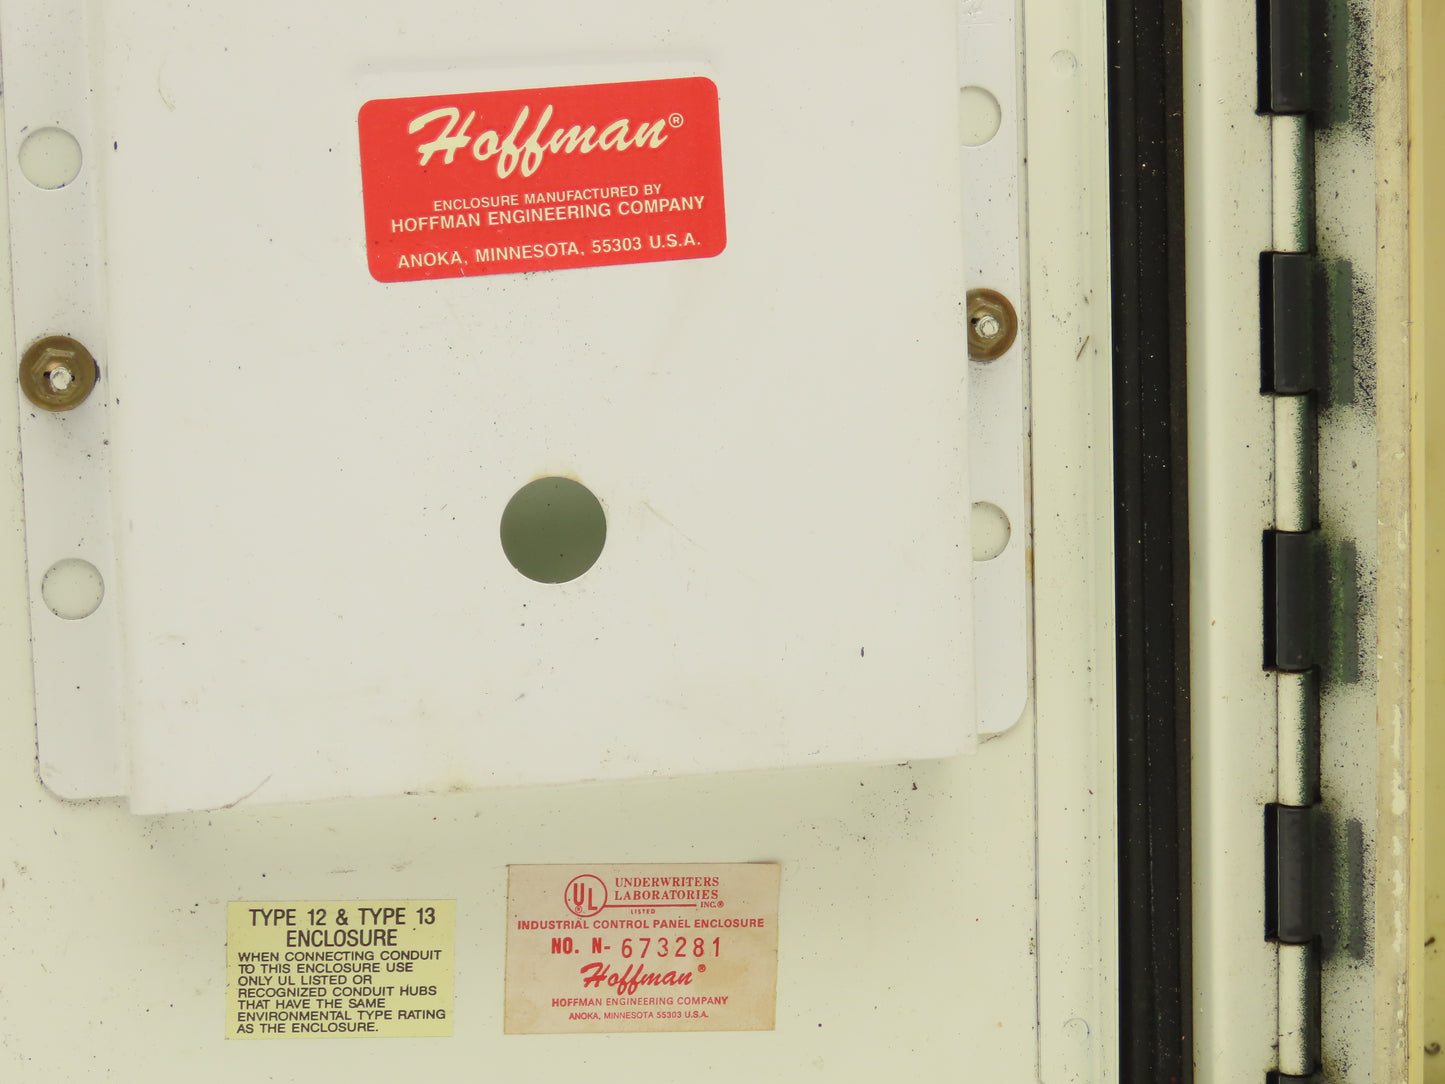 Hoffman®
ENCLOSURE MANUFACTURED BY
HOFFMAN ENGINEERING COMPANY
ANOKA, MINNESOTA, 55303 U.S.A.
TYPE 12 & TYPE 13
ENCLOSURE
WHEN CONNECTING CONDUIT
TO THIS ENCLOSURE USE
ONLY UL LISTED OR
RECOGNIZED CONDUIT HUBS
THAT HAVE THE SAME
ENVIRONMENTAL TYPE RATING
AS THE ENCLOSURE.
UL® UNDERWRITERS
LABORATORIES
INC.®
LISTED
INDUSTRIAL CONTROL PANEL ENCLOSURE
NO. N- 673281
Hoffman®
HOFFMAN ENGINEERING COMPANY
ANOKA, MINNESOTA 55303 U.S.A.